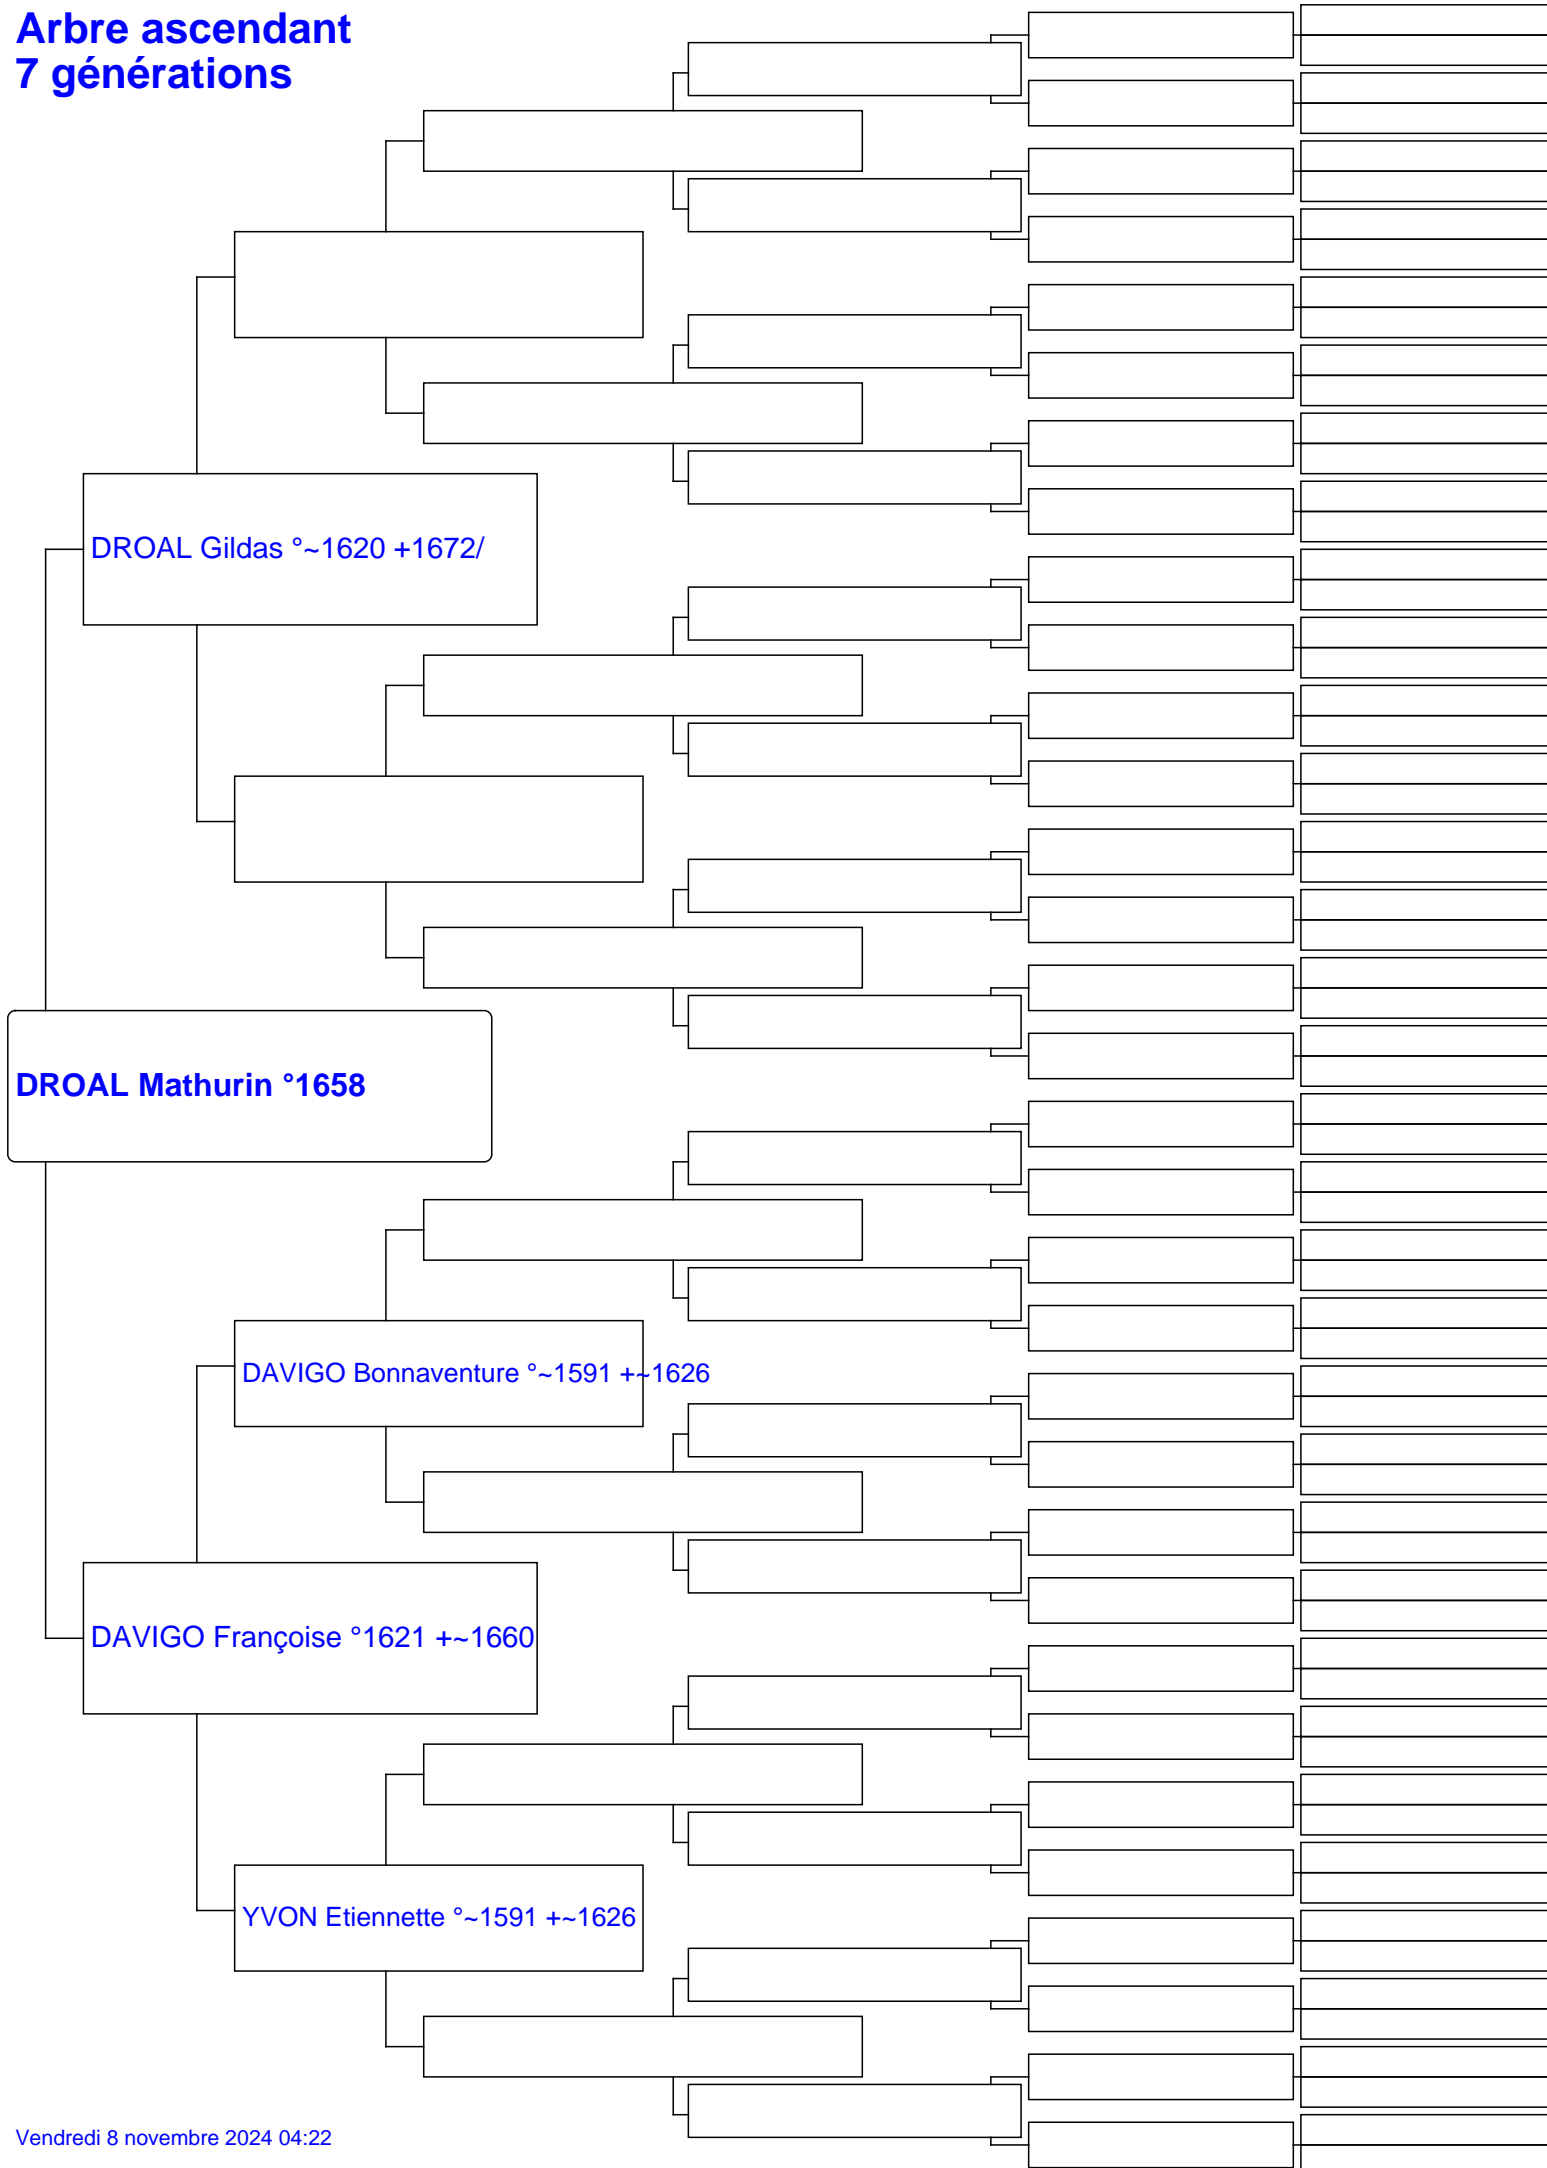 Arbre ascendant
7 générations
DROAL Gildas °~1620 +1672/
DROAL Mathurin °1658
DAVIGO Bonnaventure °~1591 +~1626
DAVIGO Françoise °1621 +~1660
YVON Etiennette °~1591 +~1626
Vendredi 8 novembre 2024 04:22